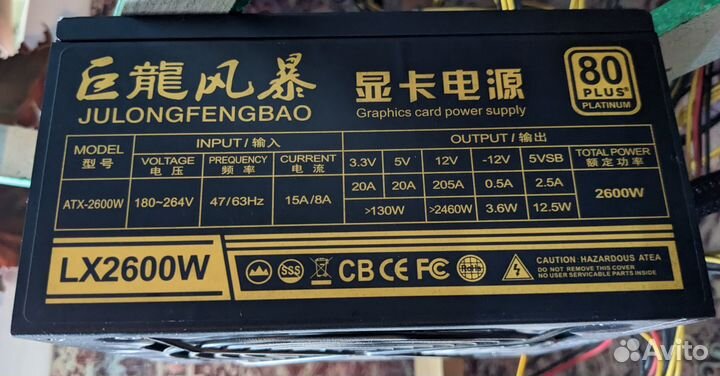 巨龍风暴
JULONGFENGBAO
显卡电源
Graphics card power supply
80
PLUS®
PLATINUM
MODEL
型号
INPUT/输入
OUTPUT/输出
VOLTAGE
电压
PREQUENCY
频率
CURRENT
电流
3.3V 5V 12V -12V 5VSB
TOTAL POWER
额定功率
ATX-2600W 180~264V 47/63Hz 15A/8A
20A 20A 205A 0.5A 2.5A
>130W >2460W 3.6W 12.5W
2600W
LX2600W
SSS
CB CE FC
CAUTION: HAZARDOUS ATEA
DO NOT REMOVE THIS COVER
NO USER SERVICABLE PARTS INSIDE
Avito